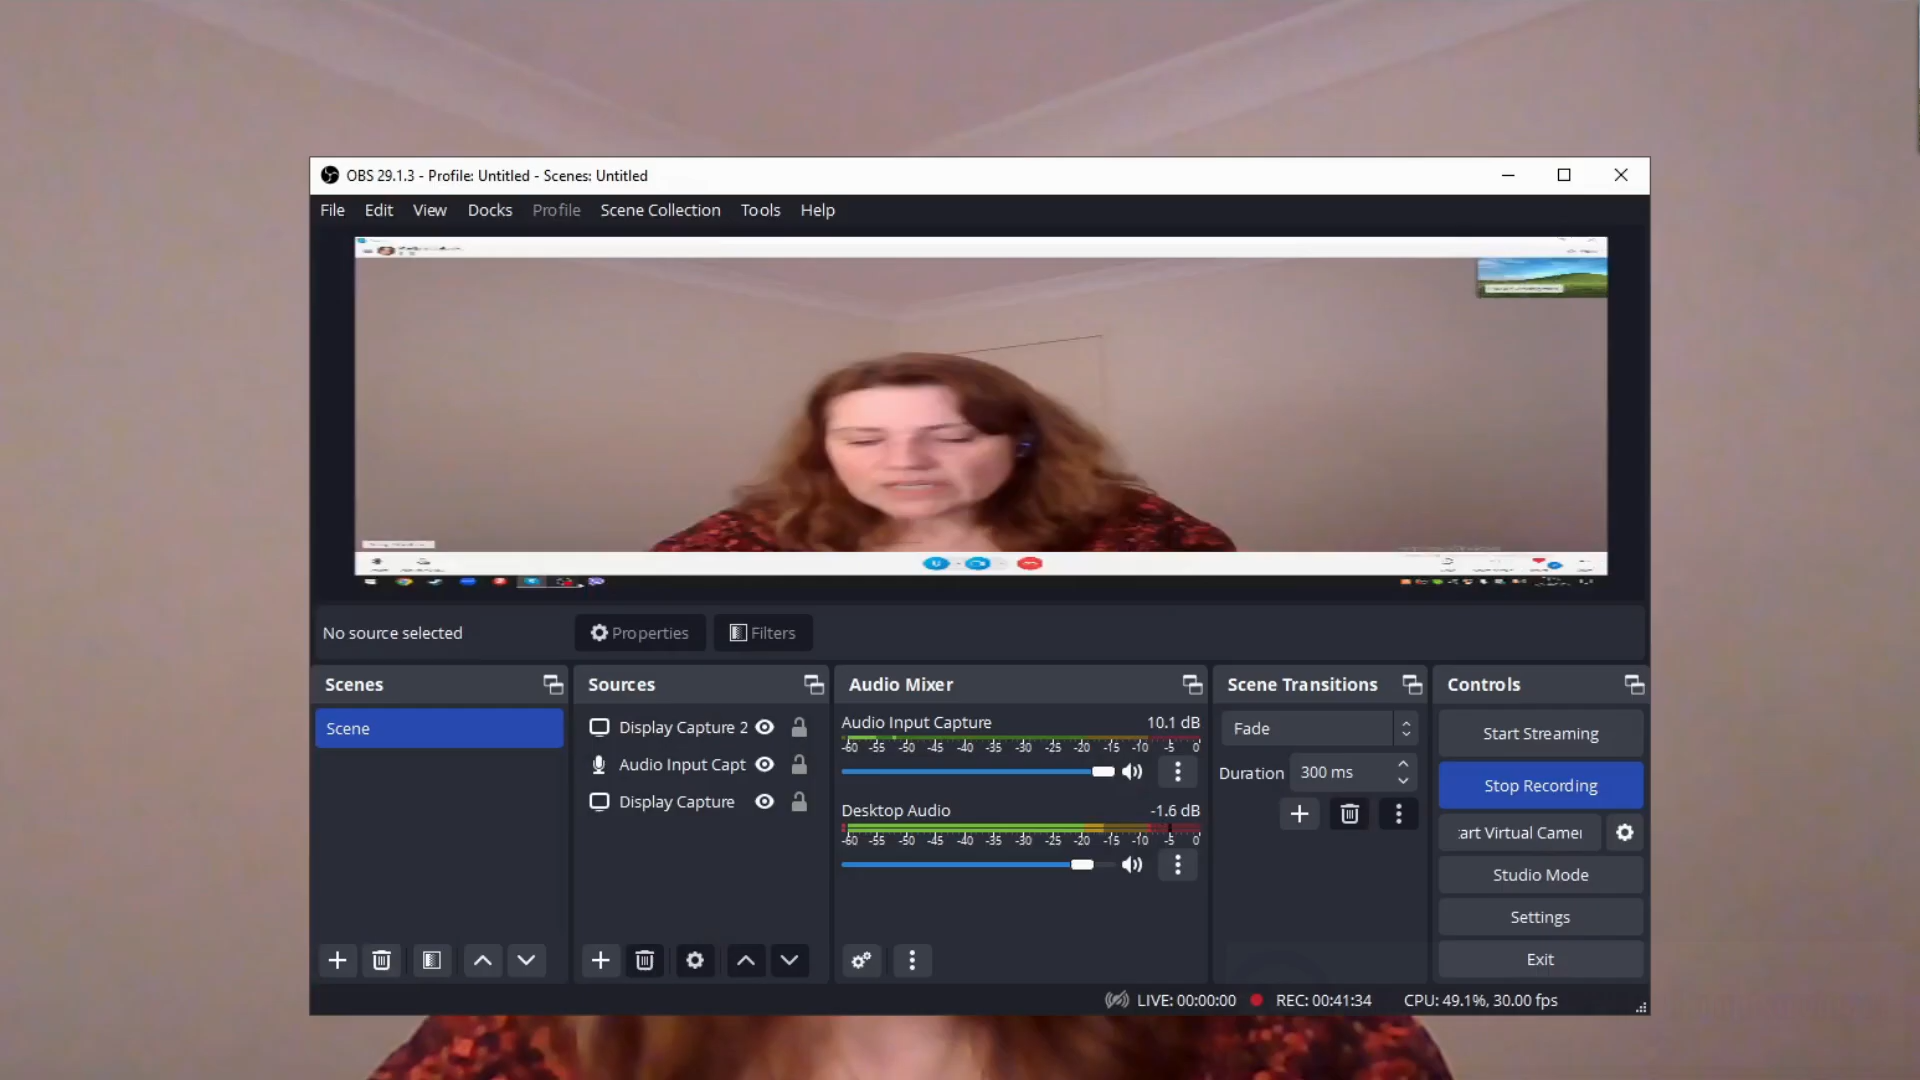 OBS 29.1.3 - Profile: Untitled - Scenes: Untitled
File Edit View Docks Profile Scene Collection Tools Help
No source selected
Properties
Filters
Scenes
Scene
Sources
Display Capture 2
Audio Input Capt
Display Capture
Audio Mixer
Audio Input Capture 10.1 dB
-60 -55 -50 -45 -40 -35 -30 -25 -20 -15 -10 -5 0
Desktop Audio -1.6 dB
-60 -55 -50 -45 -40 -35 -30 -25 -20 -15 -10 -5 0
Scene Transitions
Fade
Duration 300 ms
Controls
Start Streaming
Stop Recording
art Virtual Camer
Studio Mode
Settings
Exit
LIVE: 00:00:00 REC: 00:41:34 CPU: 49.1%, 30.00 fps